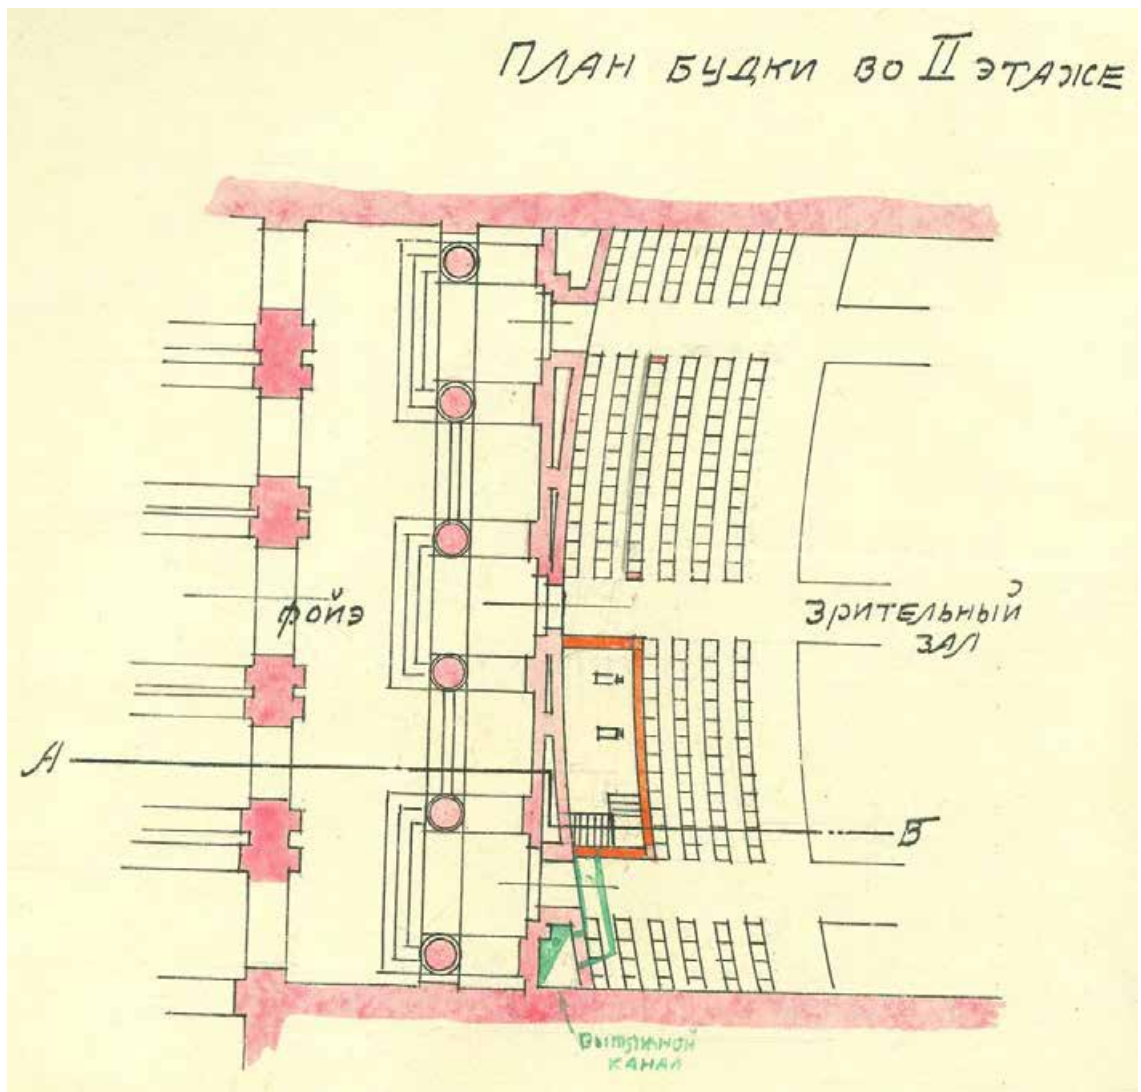 ПЛАН БУДКИ ВО II ЭТАЖЕ
ФОЙЭ
ЗРИТЕЛЬНЫЙ
ЗАЛ
А
Б
ВЫТЯЖНОЙ
КАНАЛ